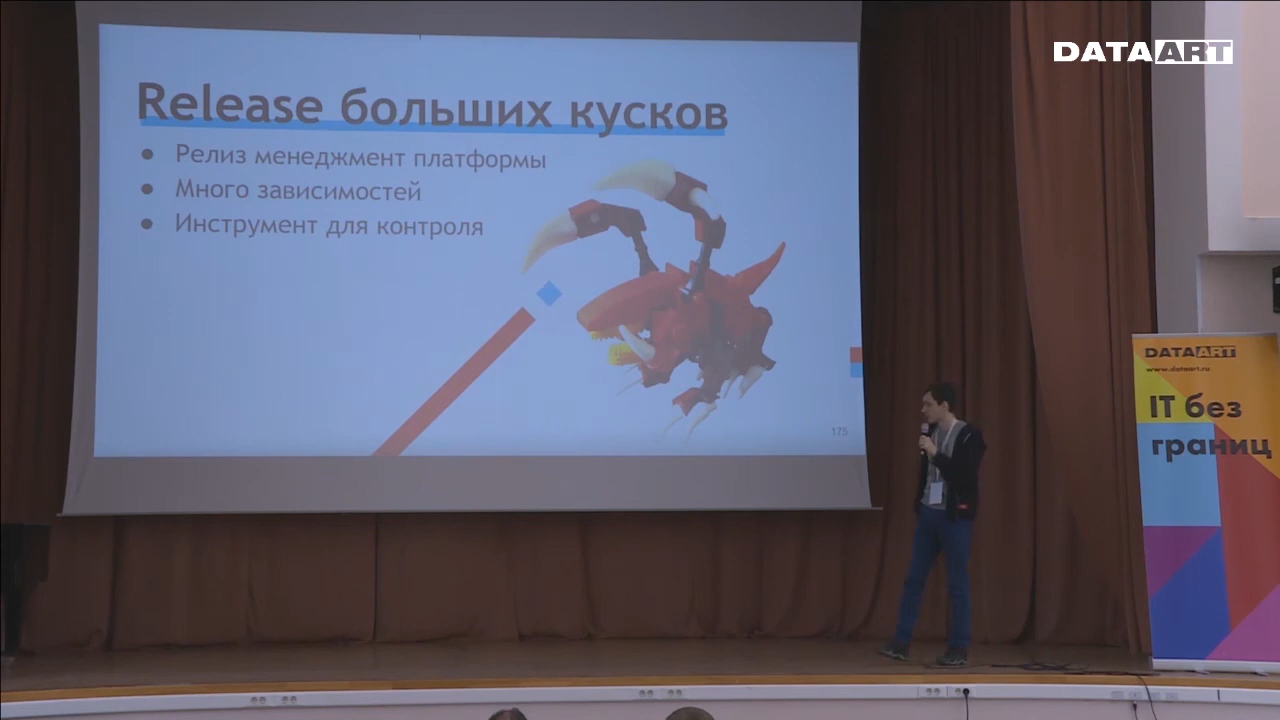 DATAART
Release больших кусков
● Релиз менеджмент платформы
● Много зависимостей
● Инструмент для контроля
175
DATAART
www.dataart.ru
IT без
границ